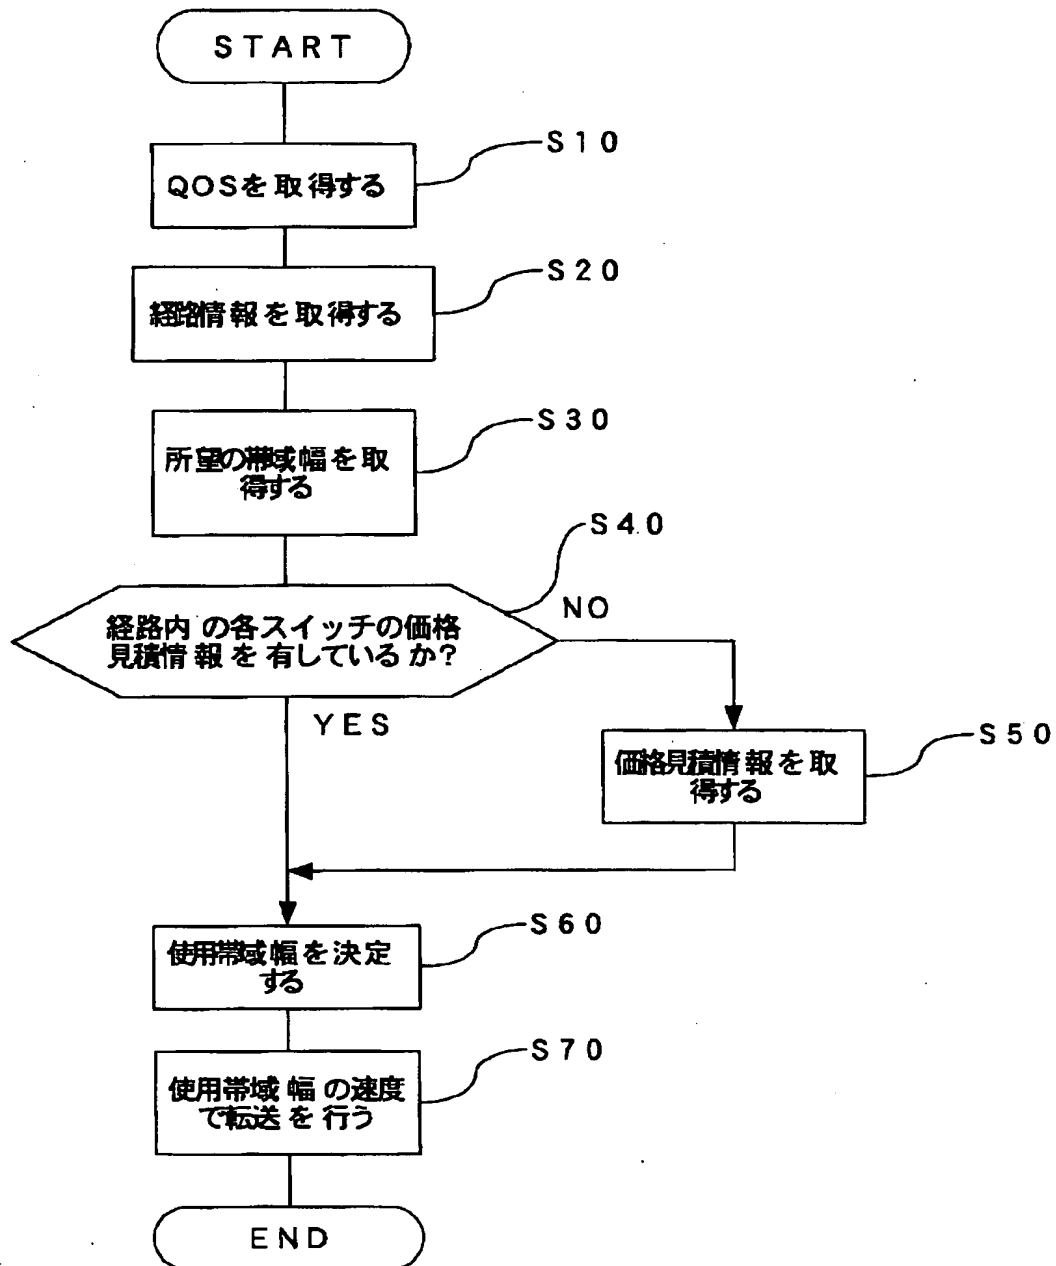 START
S10
QOSを取得する
S20
経路情報を取得する
S30
所望の帯域幅を取
得する
S40
経路内の各スイッチの価格
見積情報を有しているか?
NO
YES
S50
価格見積情報を取
得する
S60
使用帯域幅を決定
する
S70
使用帯域幅の速度
で転送を行う
END